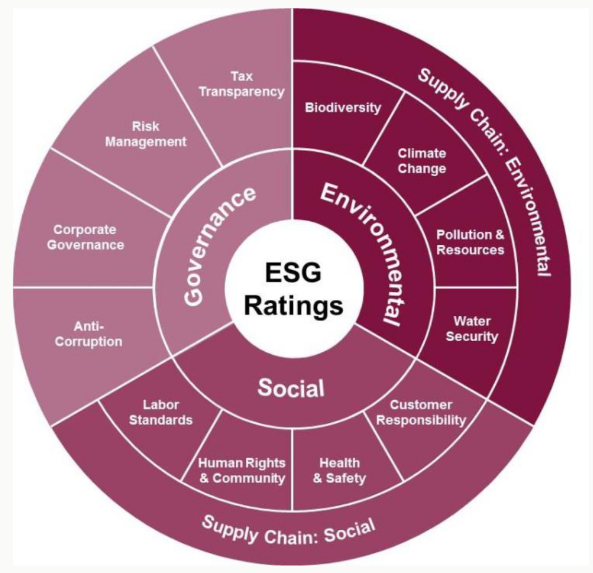 ESG
Ratings
Governance
Tax
Transparency
Risk
Management
Corporate
Governance
Anti-
Corruption
Environmental
Biodiversity
Climate
Change
Pollution &
Resources
Water
Security
Supply Chain: Environmental
Social
Customer
Responsibility
Health
& Safety
Human Rights
& Community
Labor
Standards
Supply Chain: Social